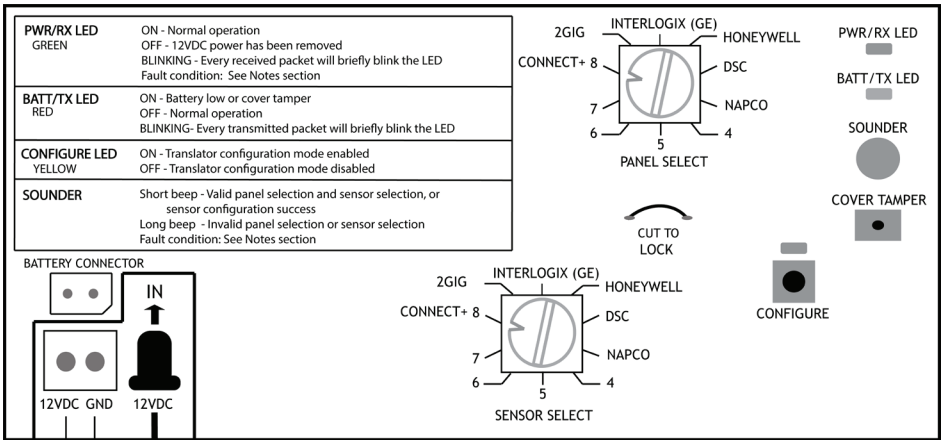 PWR/RX LED ON - Normal operation
GREEN OFF - 12VDC power has been removed
BLINKING - Every received packet will briefly blink the LED
Fault condition: See Notes section
BATT/TX LED ON - Battery low or cover tamper
RED OFF - Normal operation
BLINKING- Every transmitted packet will briefly blink the LED
CONFIGURE LED ON - Translator configuration mode enabled
YELLOW OFF - Translator configuration mode disabled
SOUNDER Short beep - Valid panel selection and sensor selection, or
sensor configuration success
Long beep - Invalid panel selection or sensor selection
Fault condition: See Notes section
2GIG
INTERLOGIX (GE)
HONEYWELL
CONNECT+ 8
DSC
7
NAPCO
6
5
4
PANEL SELECT
PWR/RX LED
BATT/TX LED
SOUNDER
COVER TAMPER
CUT TO
LOCK
CONFIGURE
BATTERY CONNECTOR
IN
12VDC GND 12VDC
2GIG
INTERLOGIX (GE)
HONEYWELL
CONNECT+ 8
DSC
7
NAPCO
6
5
4
SENSOR SELECT